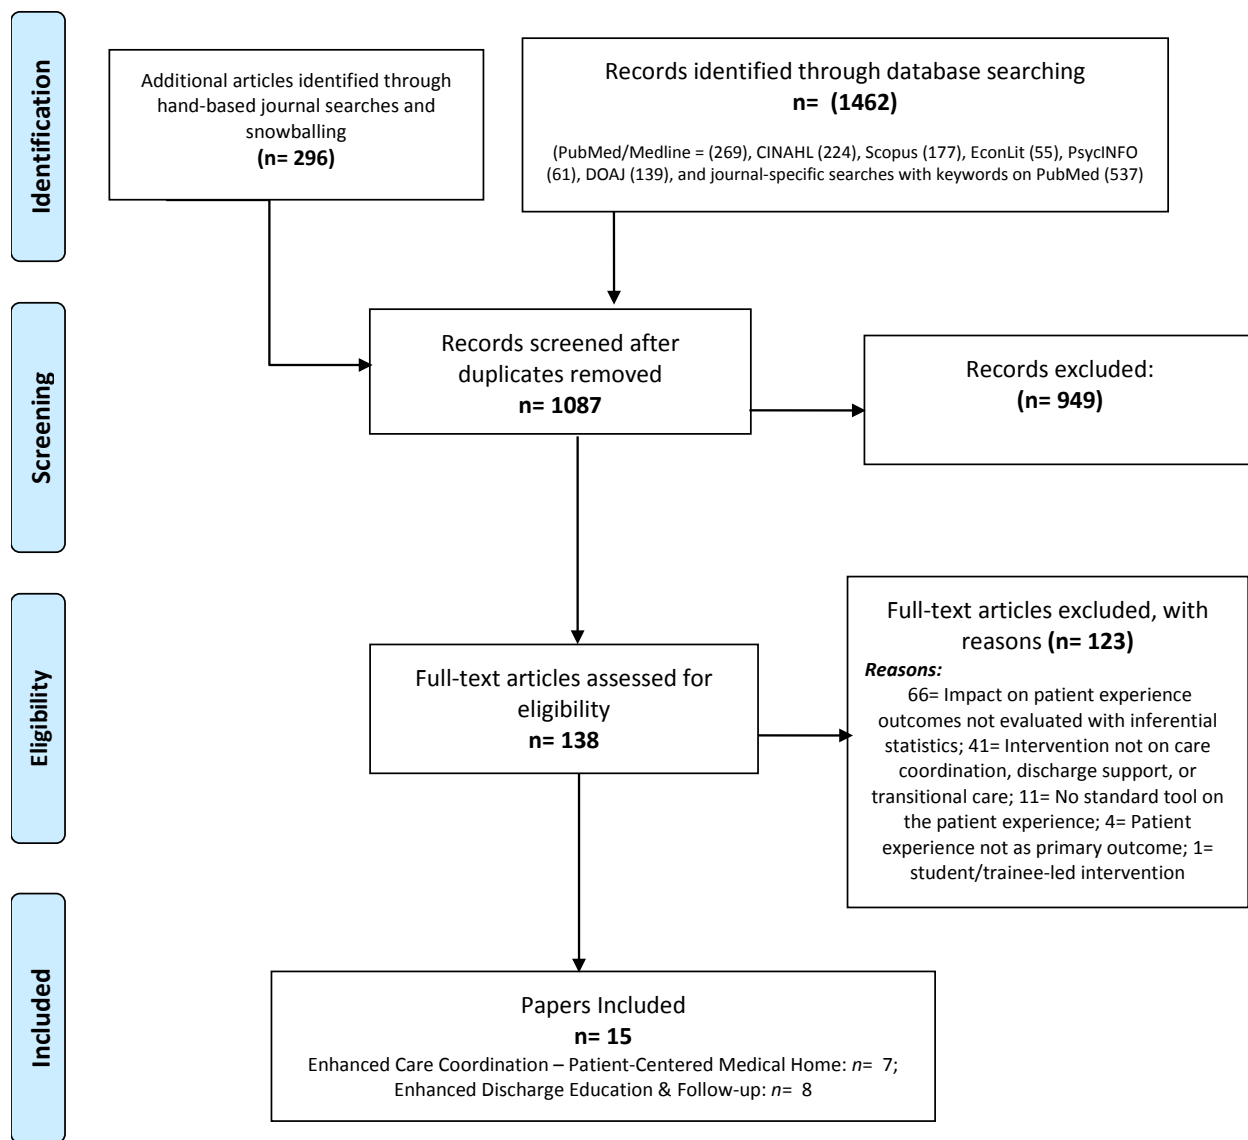 Identification
Additional articles identified through
hand-based journal searches and
snowballing
(n= 296)
Records identified through database searching
n= (1462)
(PubMed/Medline = (269), CINAHL (224), Scopus (177), EconLit (55), PsycINFO
(61), DOAJ (139), and journal-specific searches with keywords on PubMed (537)
Screening
Records screened after
duplicates removed
n= 1087
Records excluded:
(n= 949)
Eligibility
Full-text articles assessed for
eligibility
n= 138
Full-text articles excluded, with
reasons (n= 123)
Reasons:
66= Impact on patient experience
outcomes not evaluated with inferential
statistics; 41= Intervention not on care
coordination, discharge support, or
transitional care; 11= No standard tool on
the patient experience; 4= Patient
experience not as primary outcome; 1=
student/trainee-led intervention
Included
Papers Included
n= 15
Enhanced Care Coordination – Patient-Centered Medical Home: n= 7;
Enhanced Discharge Education & Follow-up: n= 8